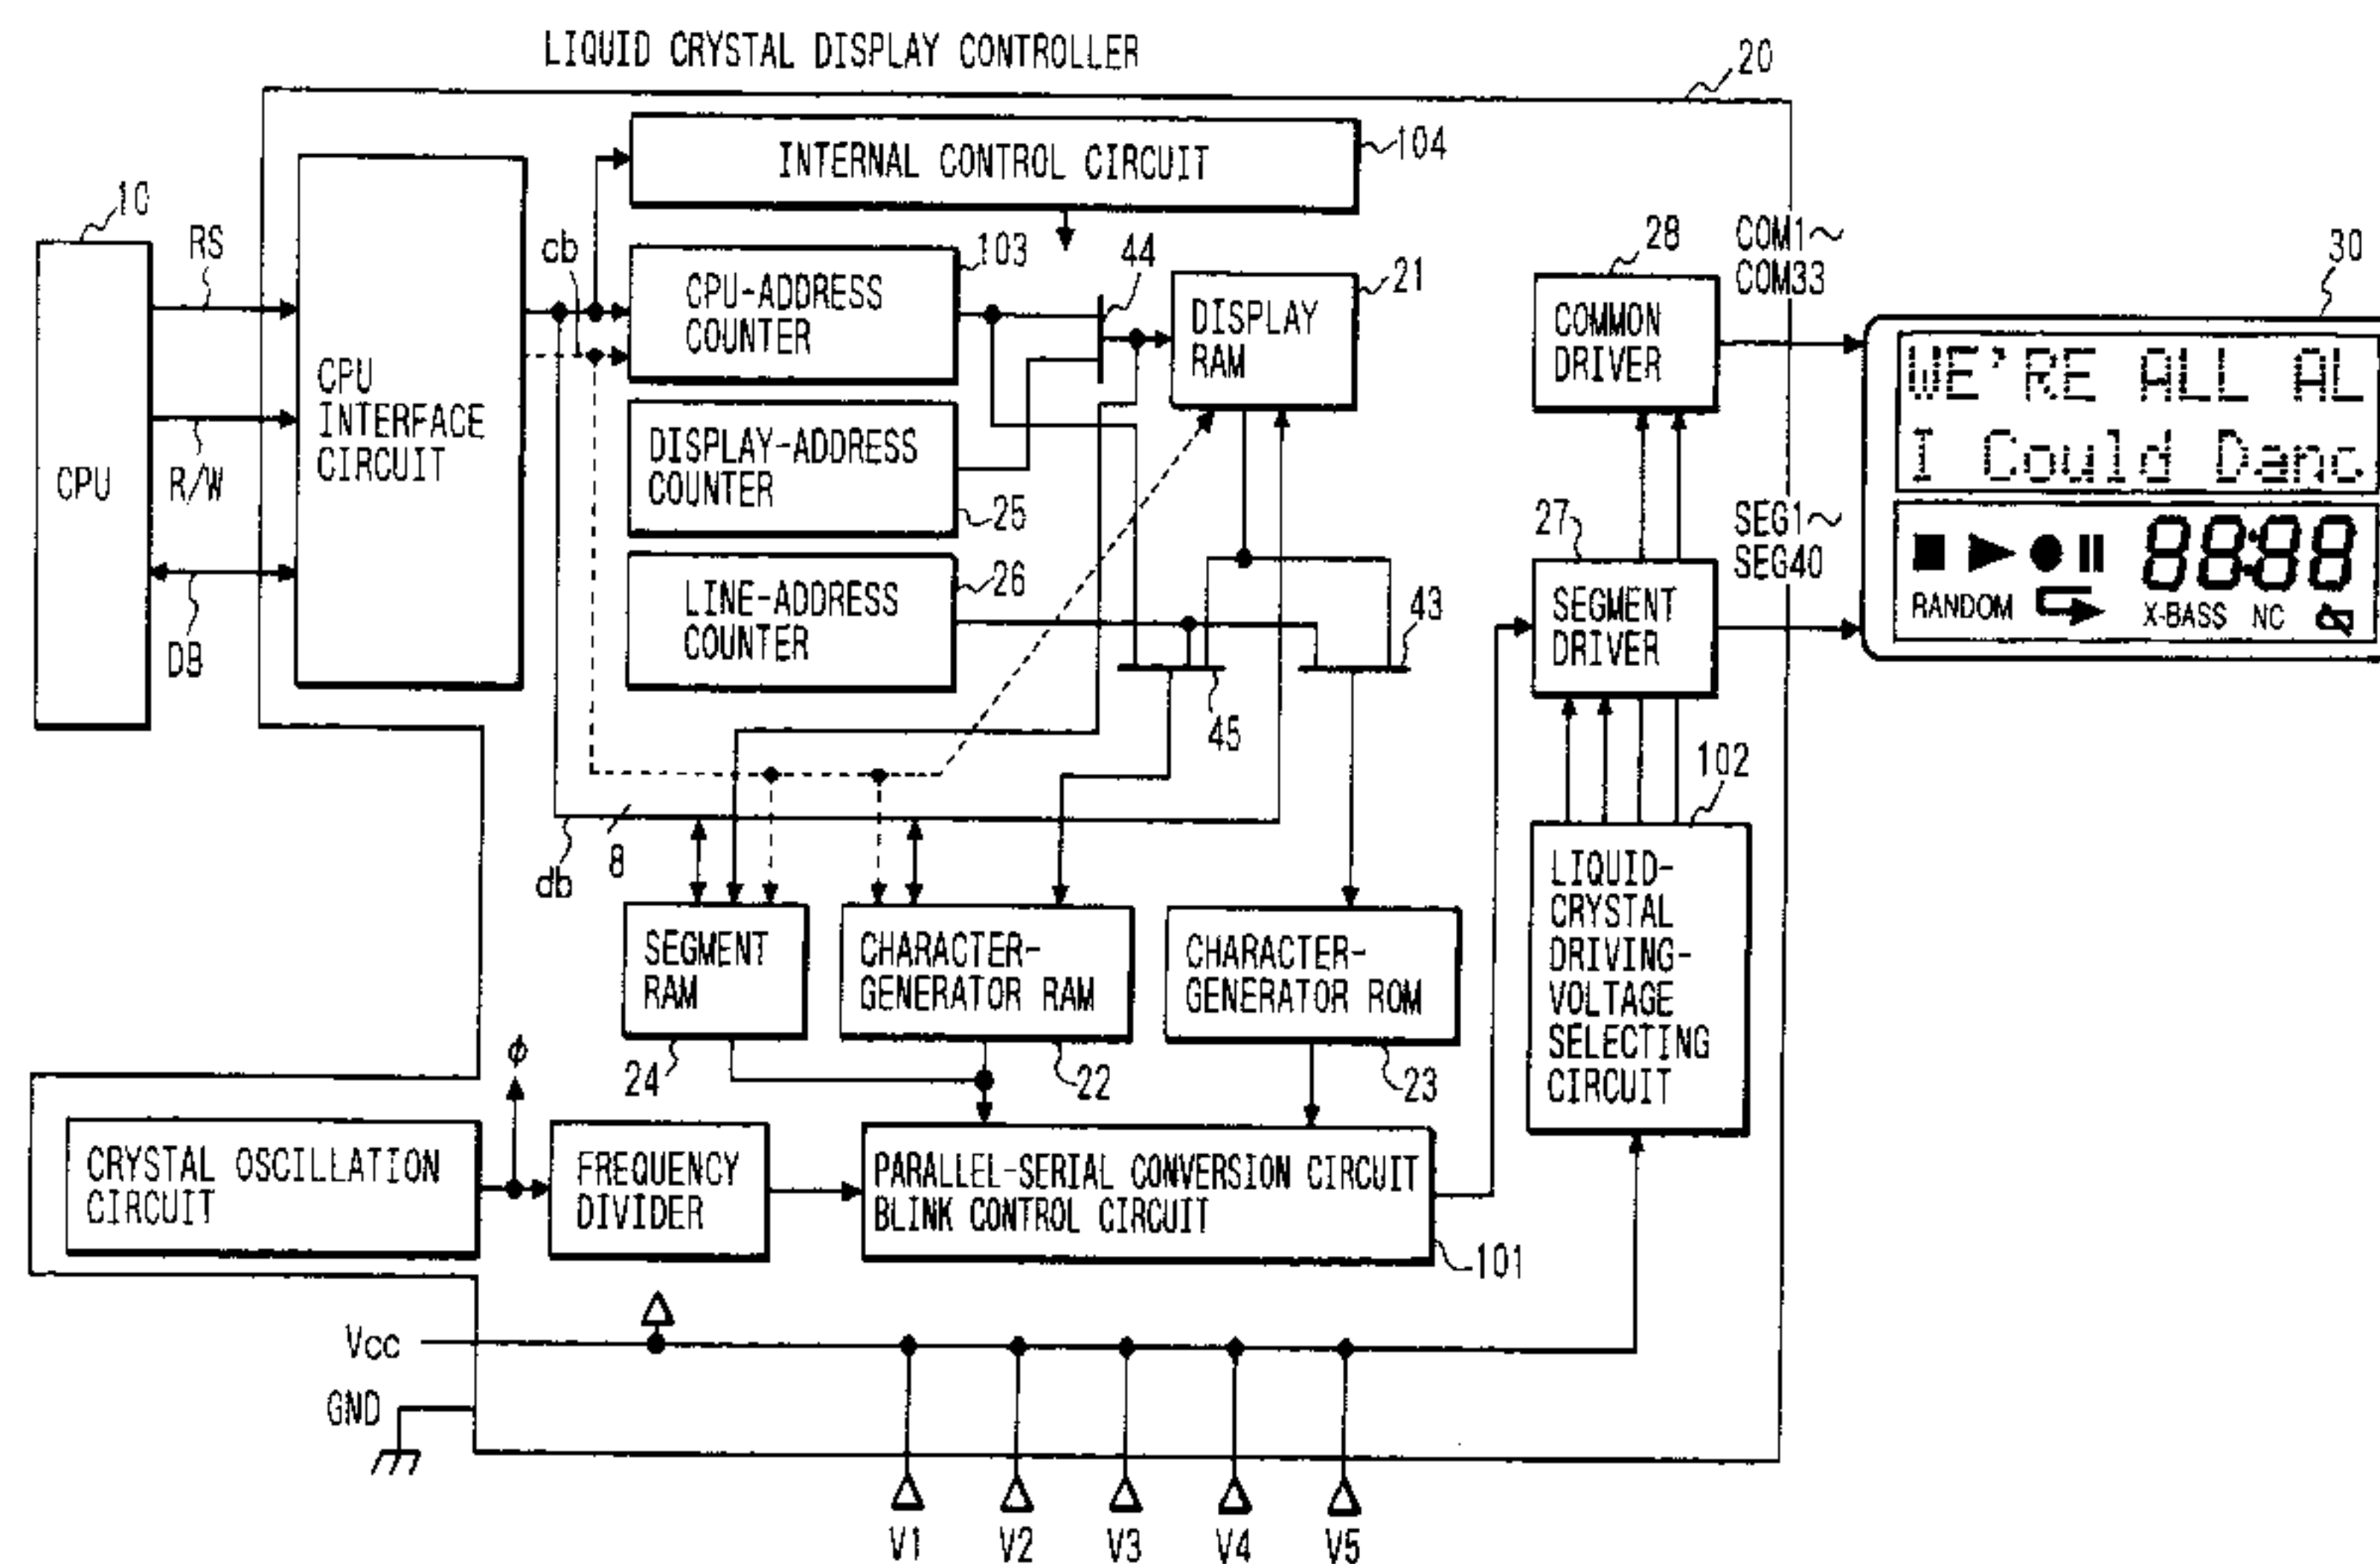 LIQUID CRYSTAL DISPLAY CONTROLLER
20
INTERNAL CONTROL CIRCUIT
104
10
CPU
RS
R/W
DB
CPU
INTERFACE
CIRCUIT
cb
CPU-ADDRESS
COUNTER
103
44
DISPLAY
RAM
21
DISPLAY-ADDRESS
COUNTER
25
LINE-ADDRESS
COUNTER
26
45
43
28
COMMON
DRIVER
COM1~
COM33
27
SEGMENT
DRIVER
SEG1~
SEG40
30
WE'RE ALL AL
I Could Danc
88:88
RANDOM
X-BASS
NC
102
LIQUID-
CRYSTAL
DRIVING-
VOLTAGE
SELECTING
CIRCUIT
db
8
SEGMENT
RAM
24
CHARACTER-
GENERATOR RAM
22
CHARACTER-
GENERATOR ROM
23
ϕ
CRYSTAL OSCILLATION
CIRCUIT
FREQUENCY
DIVIDER
PARALLEL-SERIAL CONVERSION CIRCUIT
BLINK CONTROL CIRCUIT
101
Vcc
GND
V1
V2
V3
V4
V5